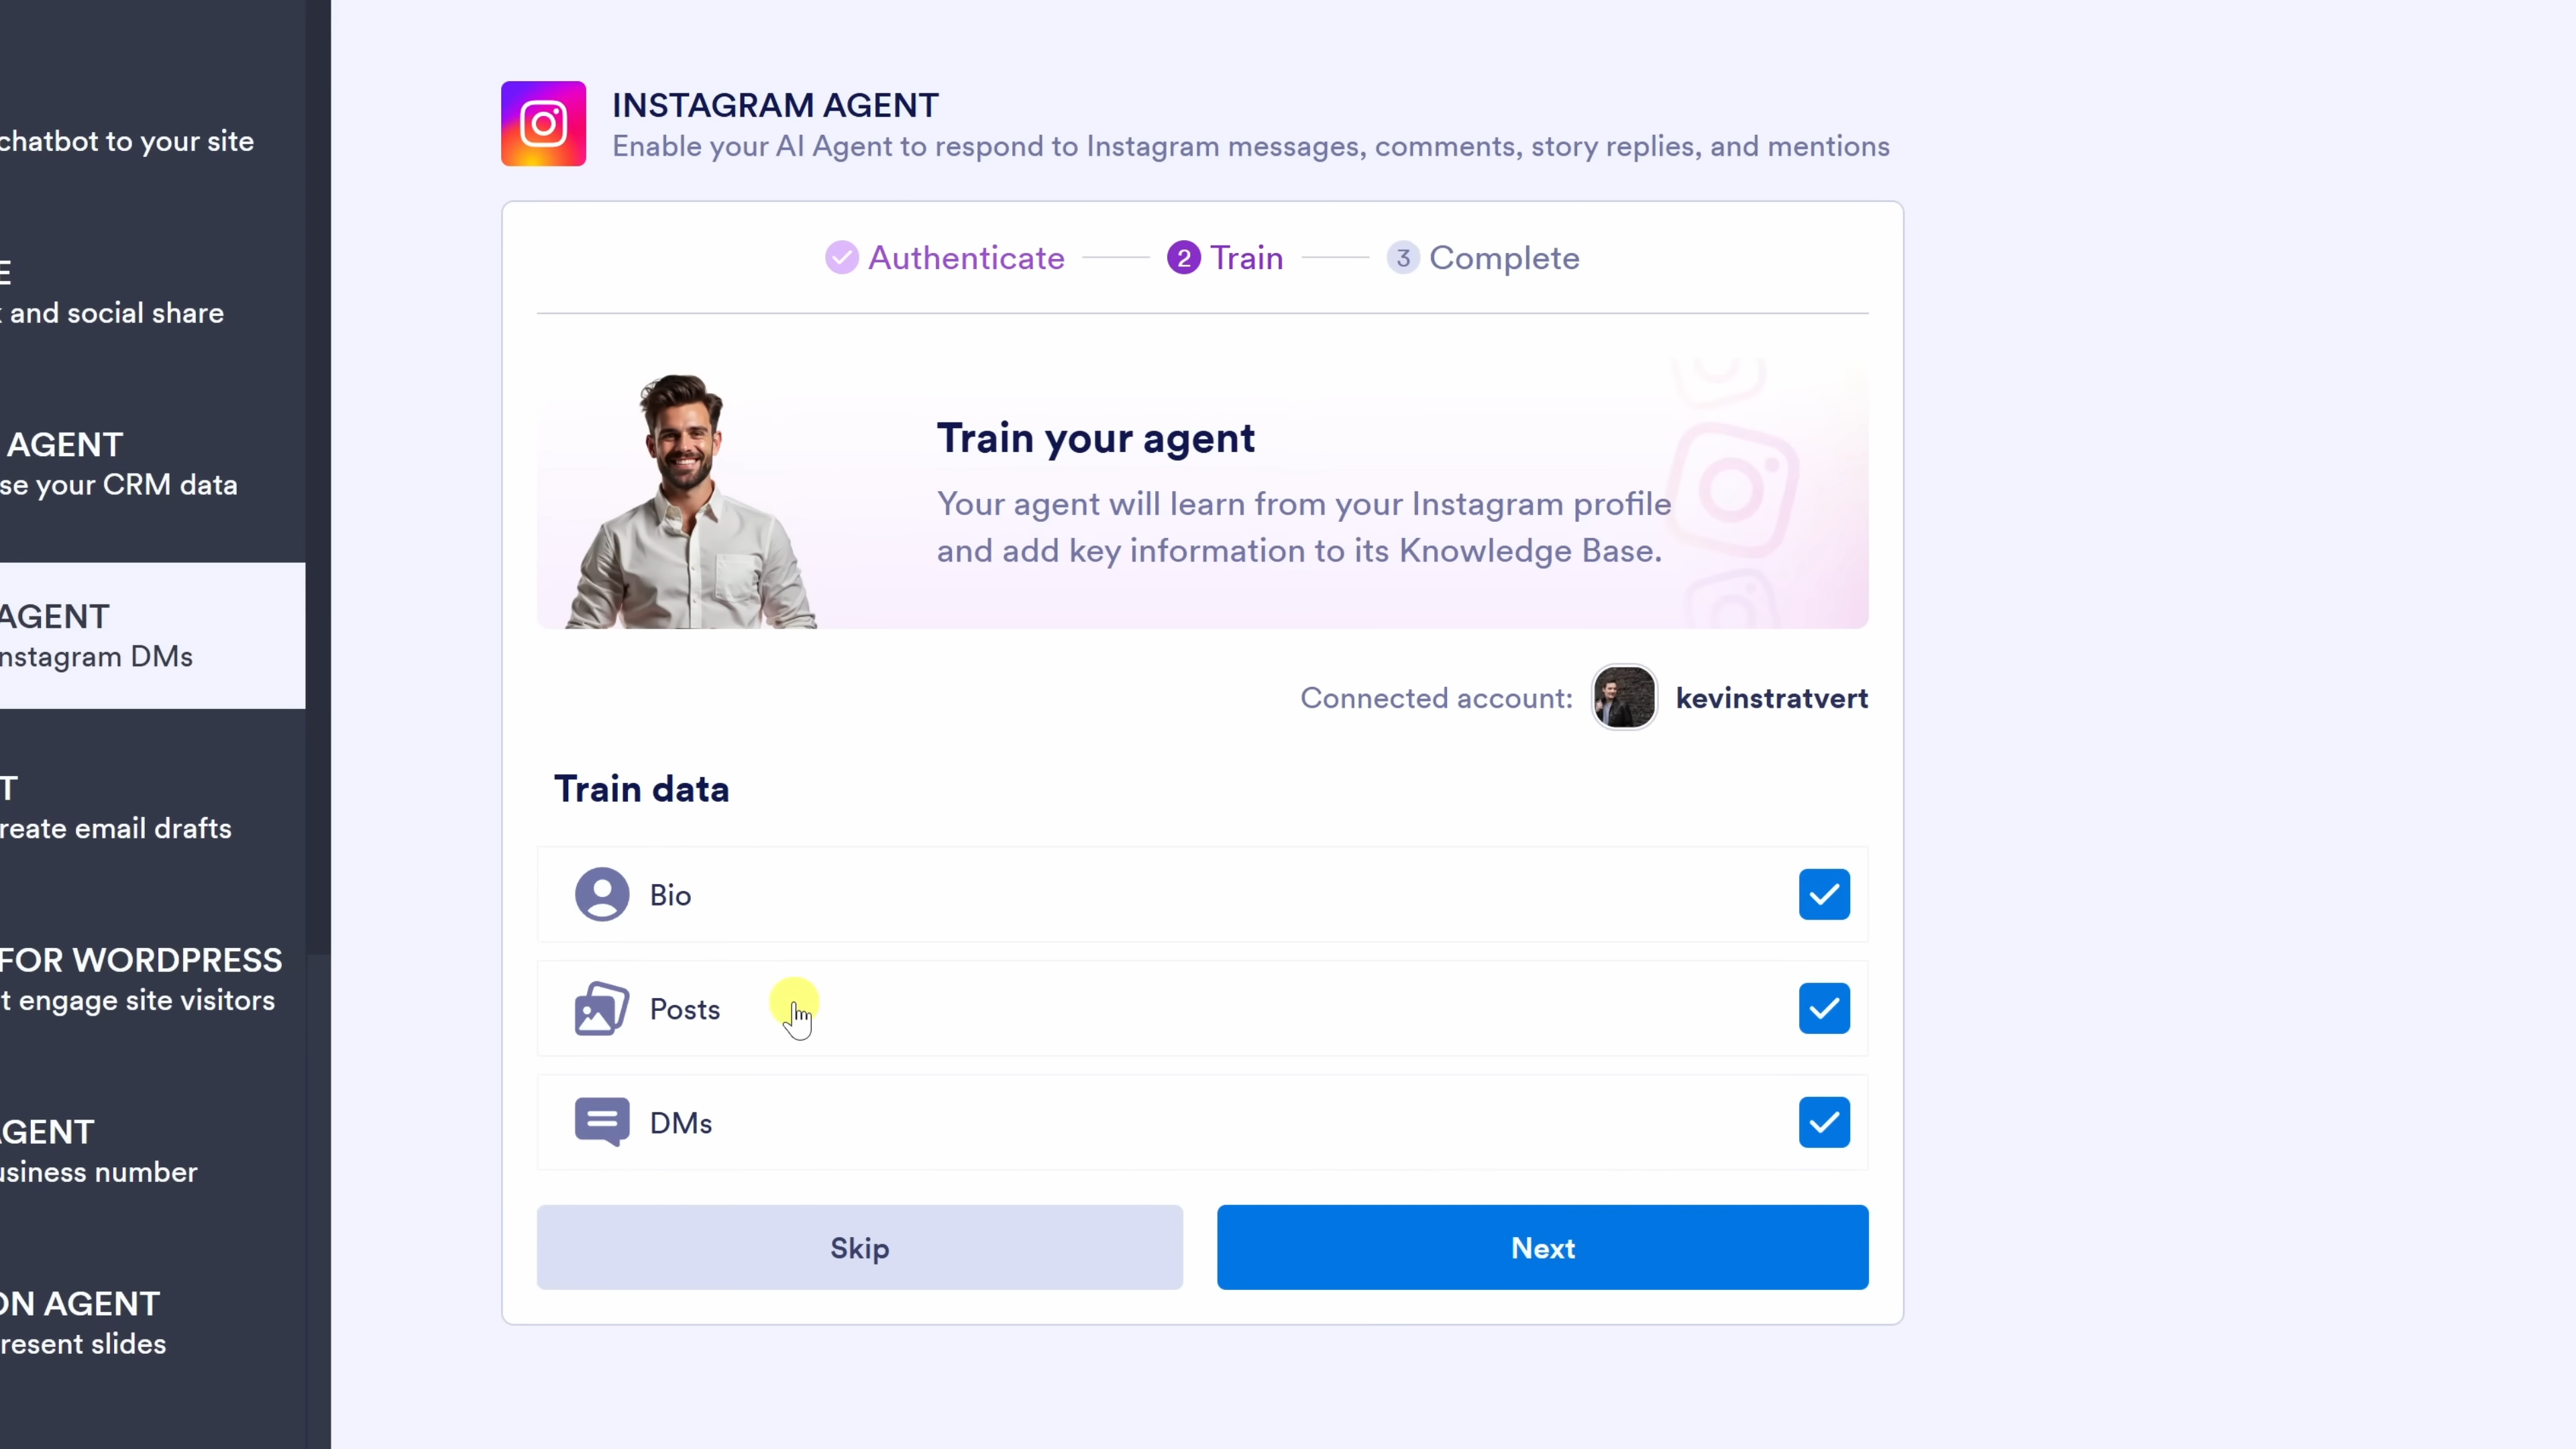 chatbot to your site
E
and social share
AGENT
se your CRM data
AGENT
nstagram DMs
T
reate email drafts
FOR WORDPRESS
t engage site visitors
GENT
usiness number
ON AGENT
resent slides
INSTAGRAM AGENT
Enable your AI Agent to respond to Instagram messages, comments, story replies, and mentions
Authenticate
2 Train
3 Complete
Train your agent
Your agent will learn from your Instagram profile
and add key information to its Knowledge Base.
Connected account: kevinstratvert
Train data
Bio
Posts
DMs
Skip
Next